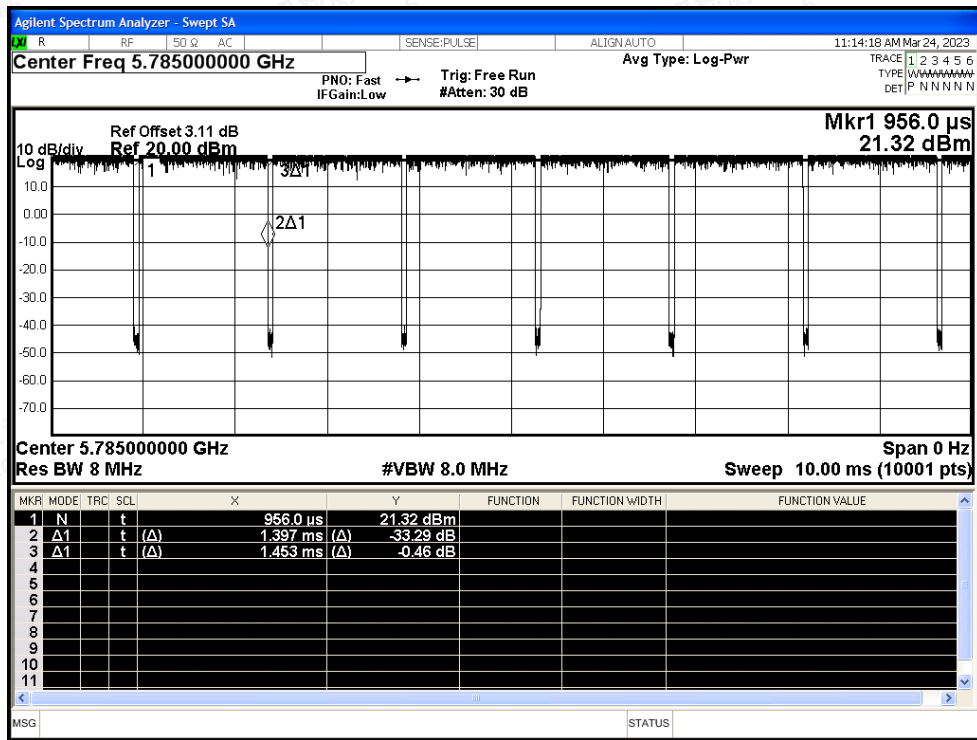 Agilent Spectrum Analyzer - Swept SA
LXI R RF 50 Ω AC SENSE:PULSE ALIGN AUTO 11:14:18 AM Mar 24, 2023
Center Freq 5.785000000 GHz
Avg Type: Log-Pwr
TRACE 1 2 3 4 5 6
PNO: Fast Trig: Free Run
TYPE WWWWWW
IFGain:Low #Atten: 30 dB
DET P N N N N N
Mkr1 956.0 µs
Ref Offset 3.11 dB
10 dB/div Ref 20.00 dBm 21.32 dBm
Log
1 3Δ1
10.0
0.00
2Δ1
-10.0
-20.0
-30.0
-40.0
-50.0
-60.0
-70.0
Center 5.785000000 GHz Span 0 Hz
Res BW 8 MHz #VBW 8.0 MHz Sweep 10.00 ms (10001 pts)
MKR MODE TRC SCL X Y FUNCTION FUNCTION WIDTH FUNCTION VALUE
1 N t 956.0 µs 21.32 dBm
2 Δ1 t (Δ) 1.397 ms (Δ) -33.29 dB
3 Δ1 t (Δ) 1.453 ms (Δ) -0.46 dB
4
5
6
7
8
9
10
11
MSG STATUS